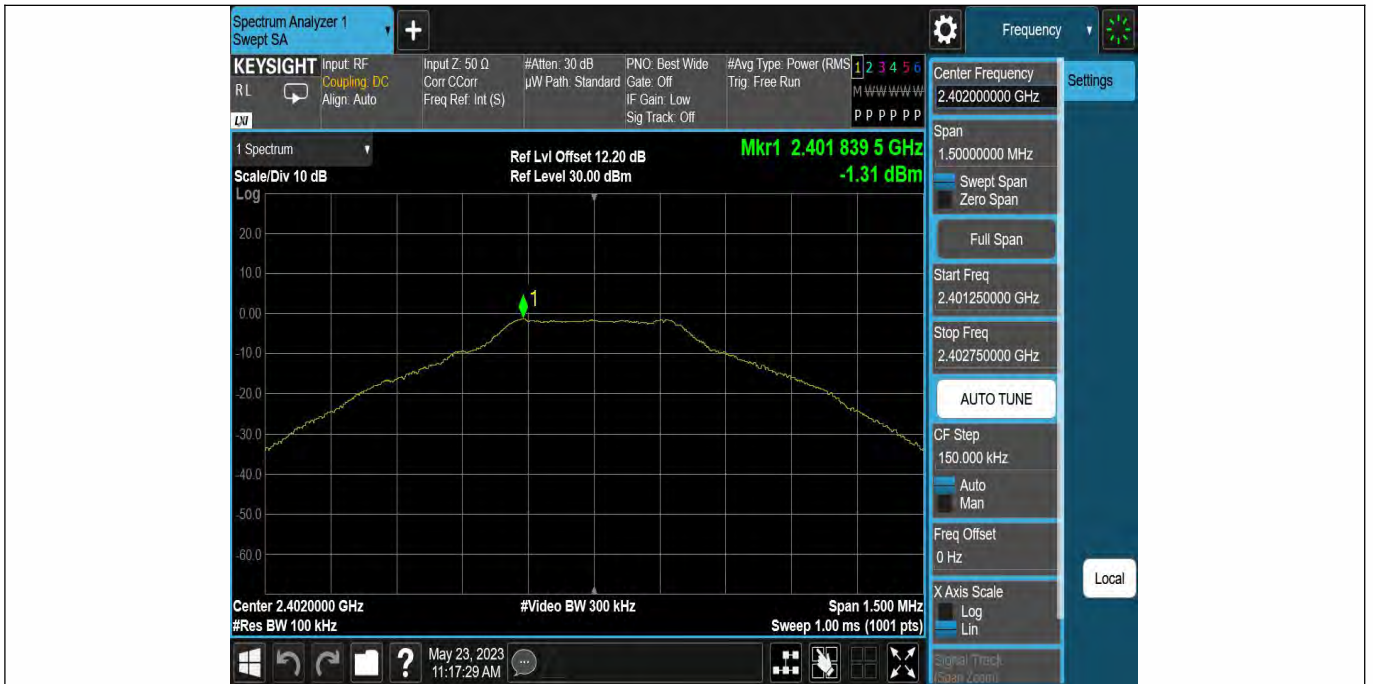 Spectrum Analyzer 1
Swept SA
+
Frequency
KEYSIGHT
RL
LXI
Input: RF
Coupling: DC
Align: Auto
Input Z: 50 Ω
Corr CCorr
Freq Ref: Int (S)
#Atten: 30 dB
µW Path: Standard
PNO: Best Wide
Gate: Off
IF Gain: Low
Sig Track: Off
#Avg Type: Power (RMS
Trig: Free Run
1 2 3 4 5 6
M W W W W W
P P P P P P
1 Spectrum
Scale/Div 10 dB
Log
Ref Lvl Offset 12.20 dB
Ref Level 30.00 dBm
Mkr1 2.401 839 5 GHz
-1.31 dBm
20.0
10.0
0.00
-10.0
-20.0
-30.0
-40.0
-50.0
-60.0
1
Center 2.4020000 GHz
#Res BW 100 kHz
#Video BW 300 kHz
Span 1.500 MHz
Sweep 1.00 ms (1001 pts)
Center Frequency
2.402000000 GHz
Settings
Span
1.50000000 MHz
Swept Span
Zero Span
Full Span
Start Freq
2.401250000 GHz
Stop Freq
2.402750000 GHz
AUTO TUNE
CF Step
150.000 kHz
Auto
Man
Freq Offset
0 Hz
X Axis Scale
Log
Lin
Signal Track
(Span Zoom)
Local
?
May 23, 2023
11:17:29 AM